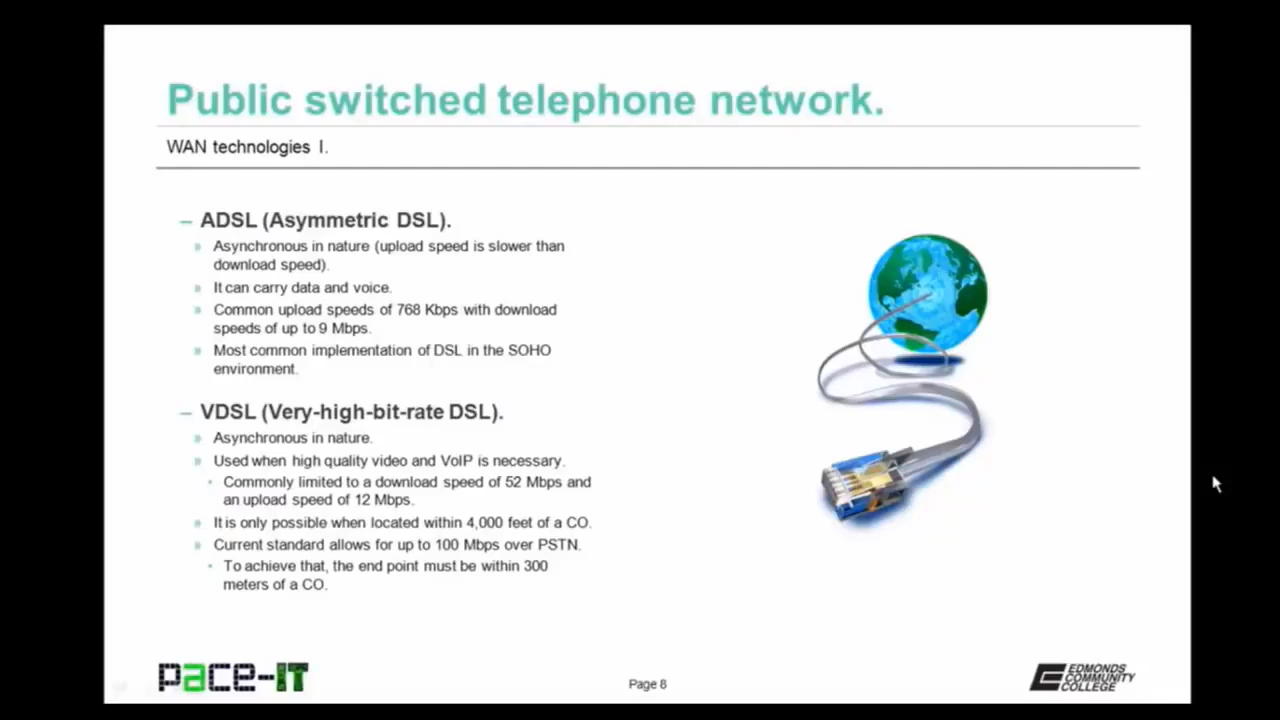 Public switched telephone network.
WAN technologies I.
– ADSL (Asymmetric DSL).
» Asynchronous in nature (upload speed is slower than
download speed).
» It can carry data and voice.
» Common upload speeds of 768 Kbps with download
speeds of up to 9 Mbps.
» Most common implementation of DSL in the SOHO
environment.
– VDSL (Very-high-bit-rate DSL).
» Asynchronous in nature.
» Used when high quality video and VoIP is necessary.
• Commonly limited to a download speed of 52 Mbps and
an upload speed of 12 Mbps.
» It is only possible when located within 4,000 feet of a CO.
» Current standard allows for up to 100 Mbps over PSTN.
• To achieve that, the end point must be within 300
meters of a CO.
pace-IT
Page 8
EDMONDS
COMMUNITY
COLLEGE